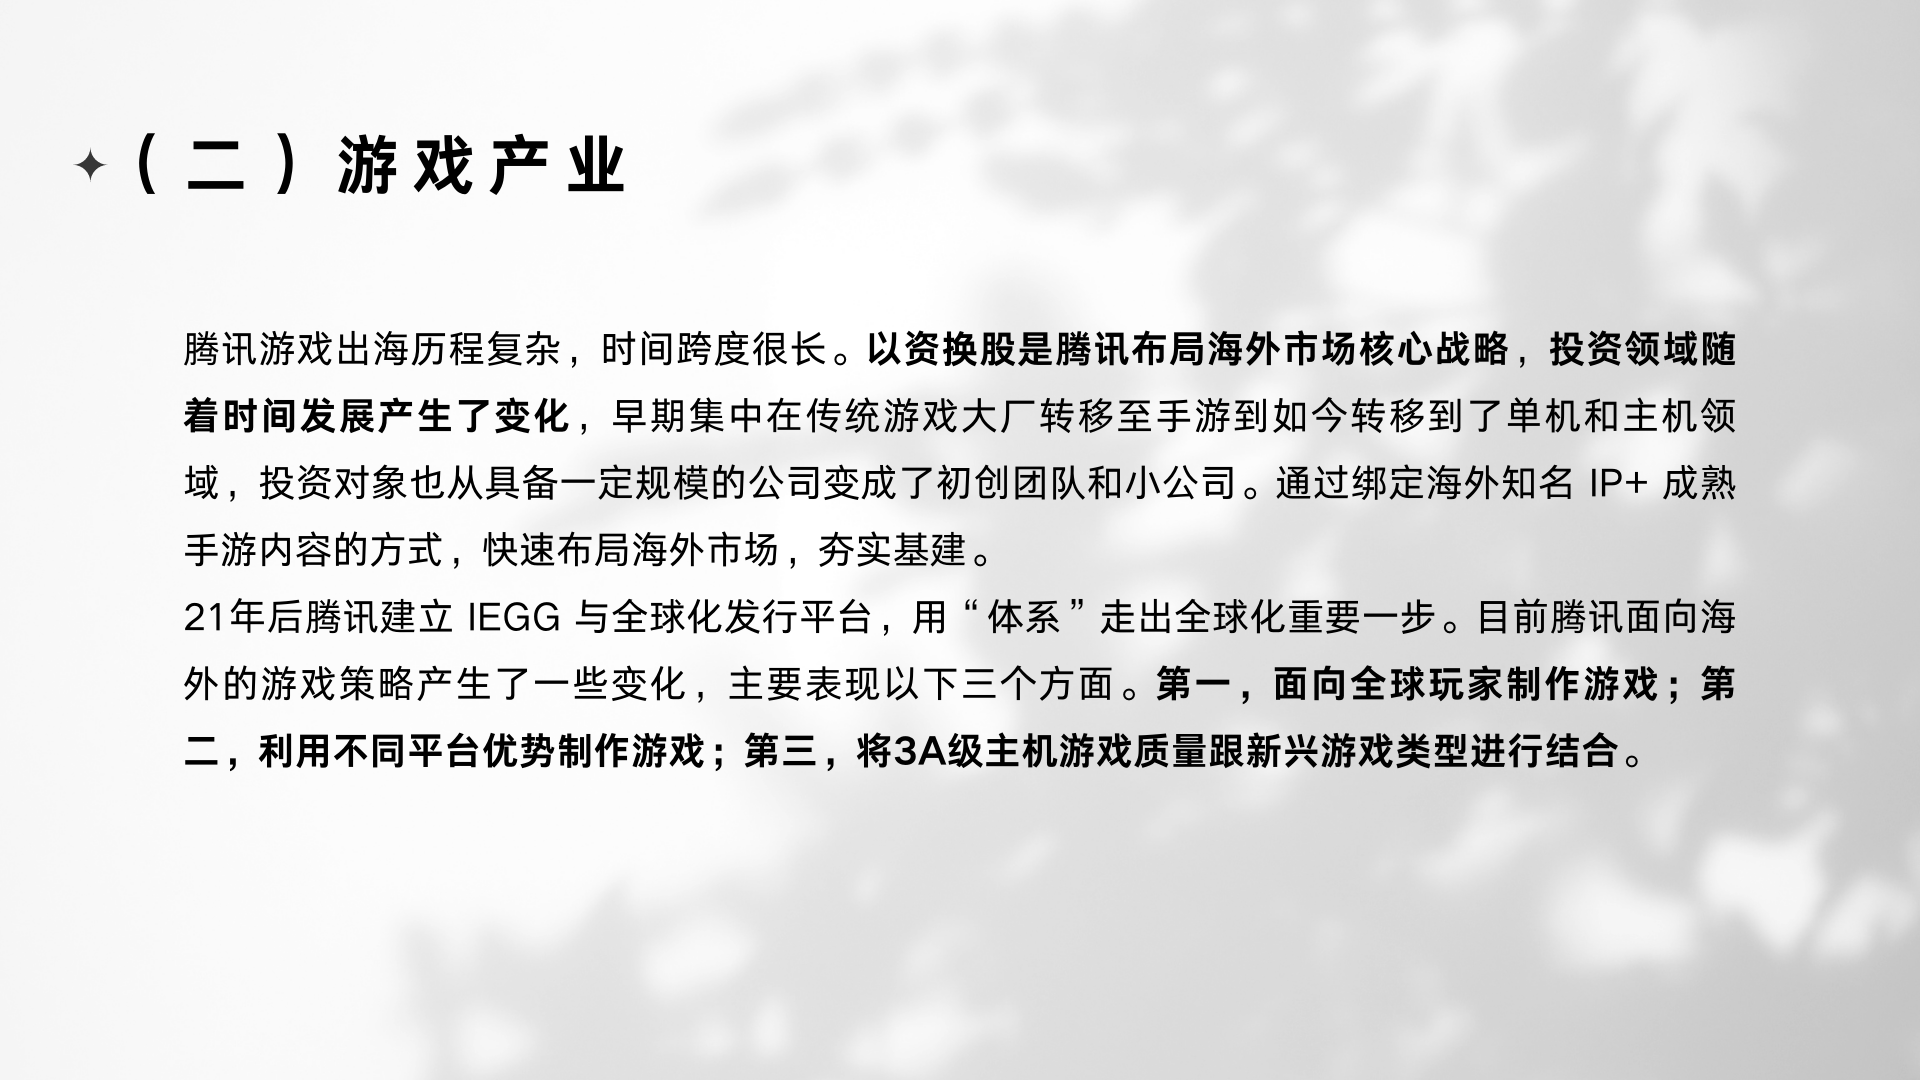 （二）游戏产业
腾讯游戏出海历程复杂，时间跨度很长。以资换股是腾讯布局海外市场核心战略，投资领域随
着时间发展产生了变化，早期集中在传统游戏大厂转移至手游到如今转移到了单机和主机领
域，投资对象也从具备一定规模的公司变成了初创团队和小公司。通过绑定海外知名 IP+ 成熟
手游内容的方式，快速布局海外市场，夯实基建。
21年后腾讯建立 IEGG 与全球化发行平台，用“体系”走出全球化重要一步。目前腾讯面向海
外的游戏策略产生了一些变化，主要表现以下三个方面。第一，面向全球玩家制作游戏；第
二，利用不同平台优势制作游戏；第三，将3A级主机游戏质量跟新兴游戏类型进行结合。